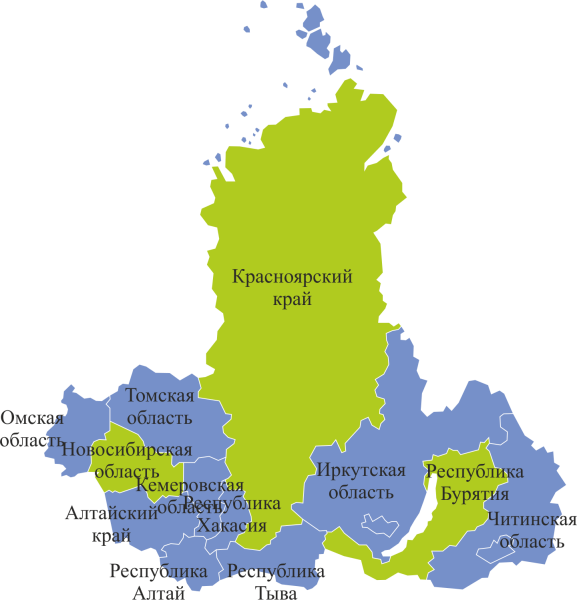 Красноярский
край
Томская
область
Омская
область
Новосибирская
область
Иркутская
область
Республика
Бурятия
Кемеровская
область
Республика
Хакасия
Алтайский
край
Читинская
область
Республика
Алтай
Республика
Тыва